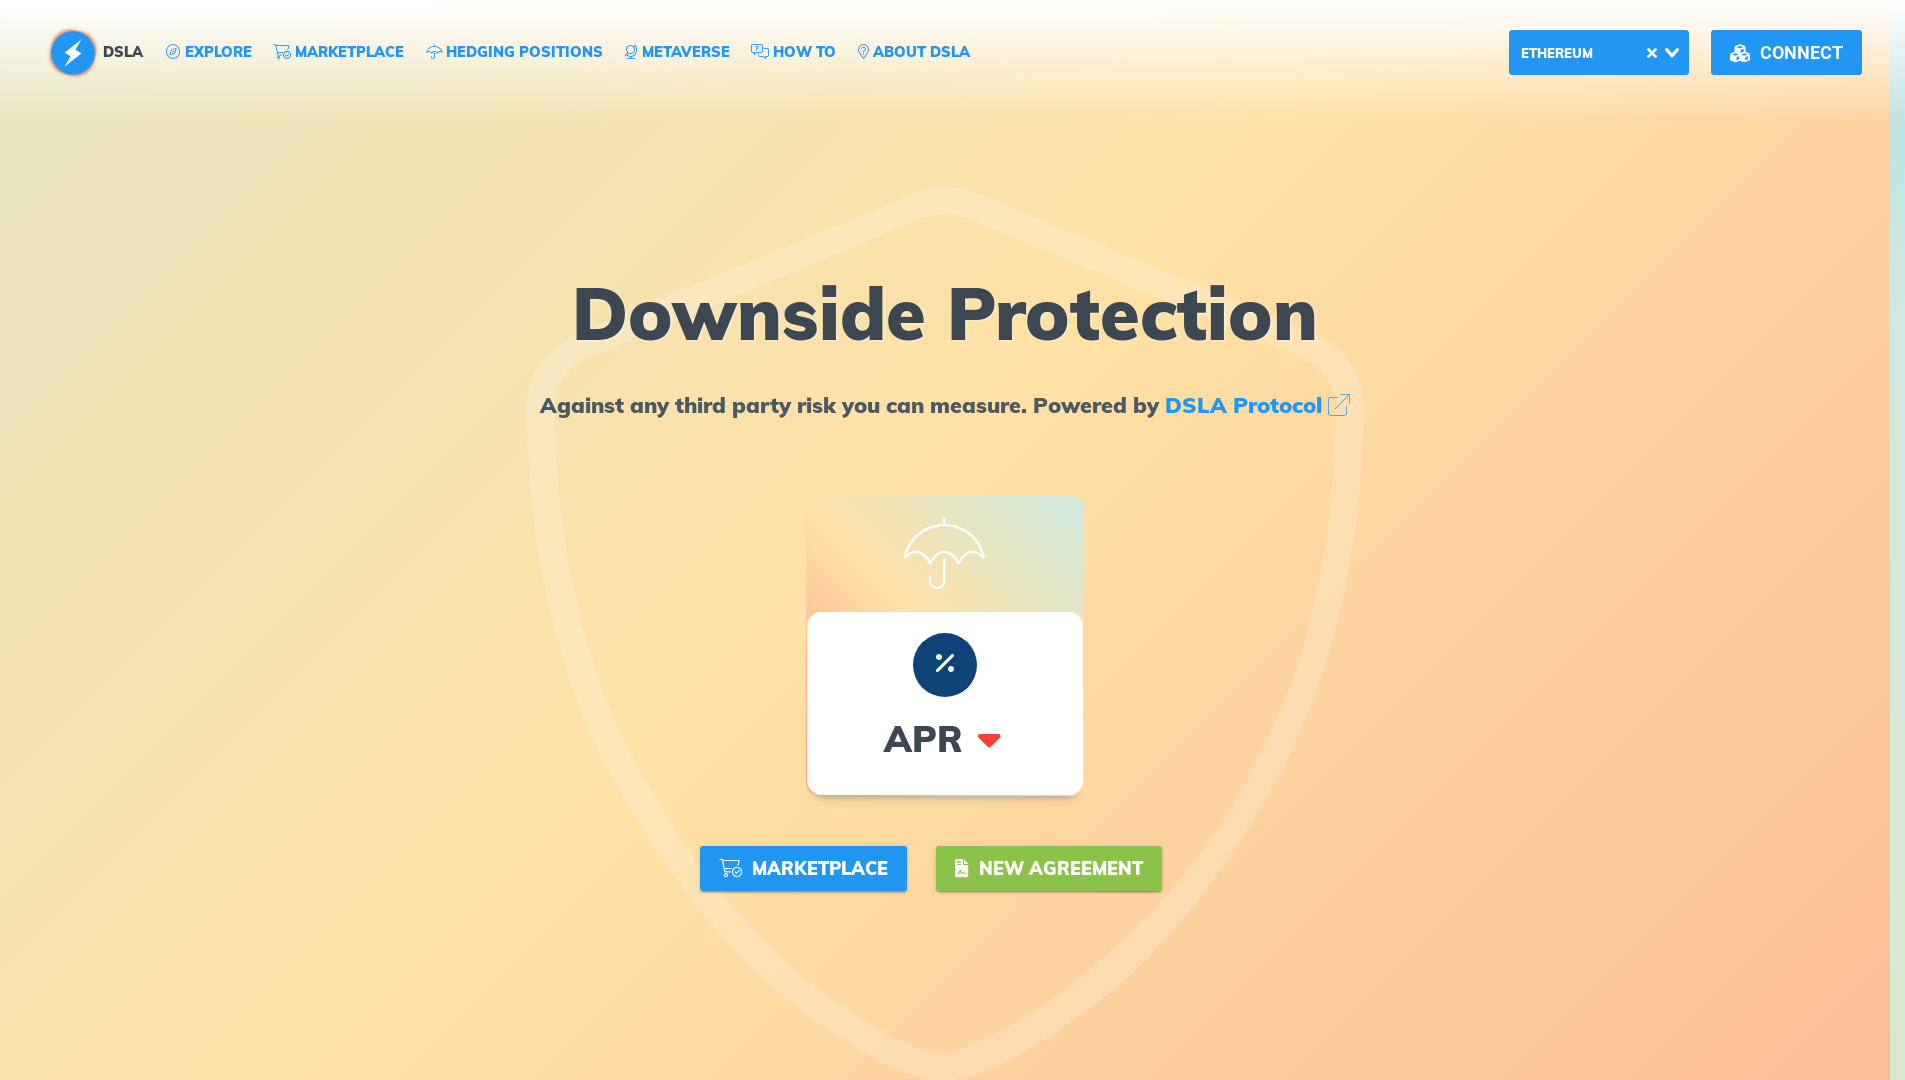 DSLA EXPLORE MARKETPLACE HEDGING POSITIONS METAVERSE HOW TO ABOUT DSLA ETHEREUM CONNECT
Downside Protection
Against any third party risk you can measure. Powered by DSLA Protocol
APR
MARKETPLACE NEW AGREEMENT